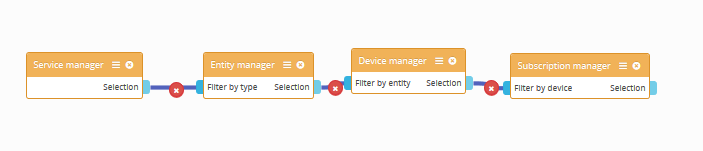 Service manager
Selection
Entity manager
Filter by type Selection
Device manager
Filter by entity Selection
Subscription manager
Filter by device Selection